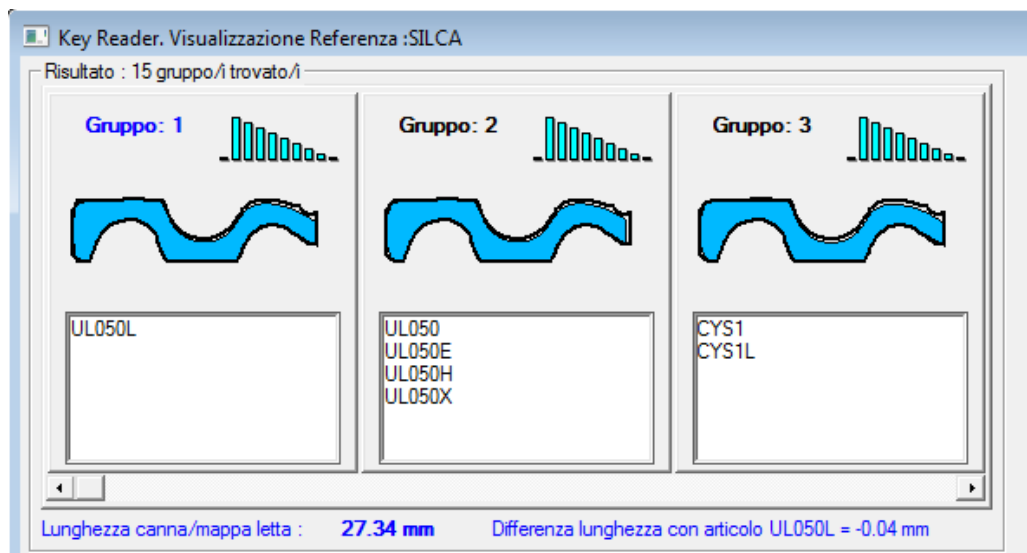 Key Reader. Visualizzazione Referenza :SILCA
Risultato : 15 gruppo/i trovato/i
Gruppo: 1
Gruppo: 2
Gruppo: 3
UL050L
UL050
UL050E
UL050H
UL050X
CYS1
CYS1L
Lunghezza canna/mappa letta : 27.34 mm Differenza lunghezza con articolo UL050L = -0.04 mm